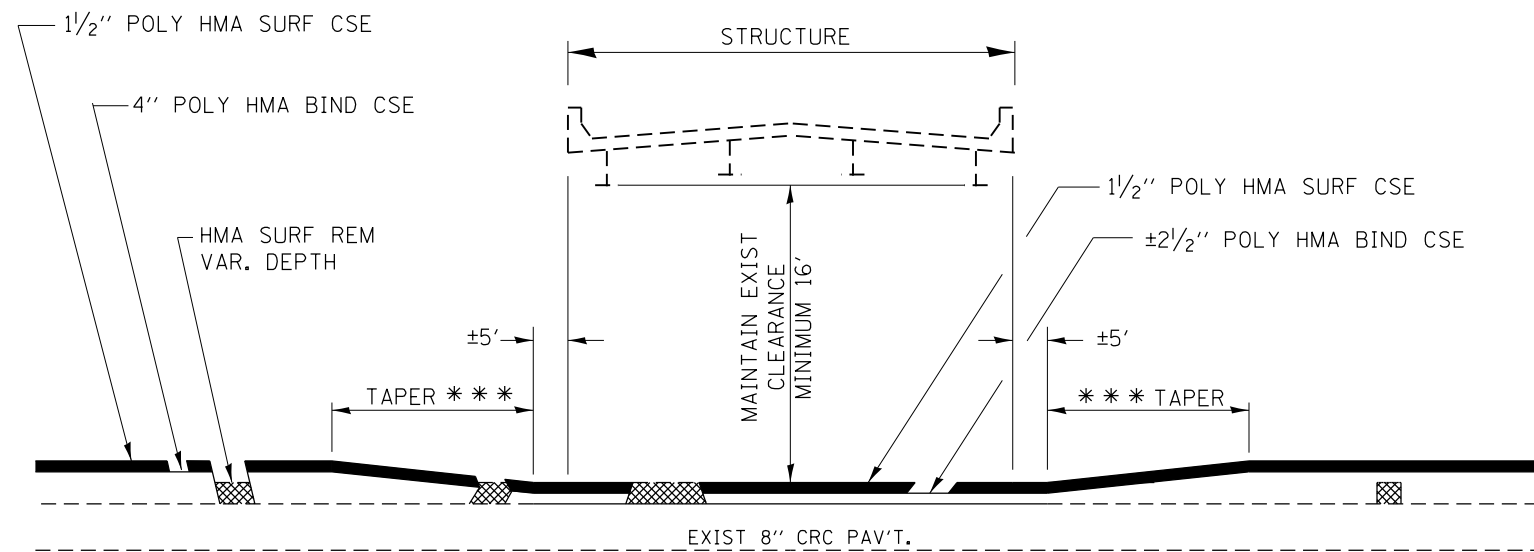 1½" POLY HMA SURF CSE
STRUCTURE
4" POLY HMA BIND CSE
1½" POLY HMA SURF CSE
HMA SURF REM
VAR. DEPTH
±2½" POLY HMA BIND CSE
MAINTAIN EXIST
CLEARANCE
MINIMUM 16'
±5'
±5'
TAPER * * *
* * * TAPER
EXIST 8" CRC PAV'T.